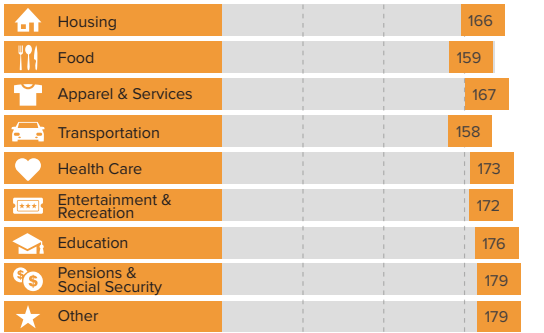 Housing 166
Food 159
Apparel & Services 167
Transportation 158
Health Care 173
Entertainment &
Recreation 172
Education 176
Pensions &
Social Security 179
Other 179